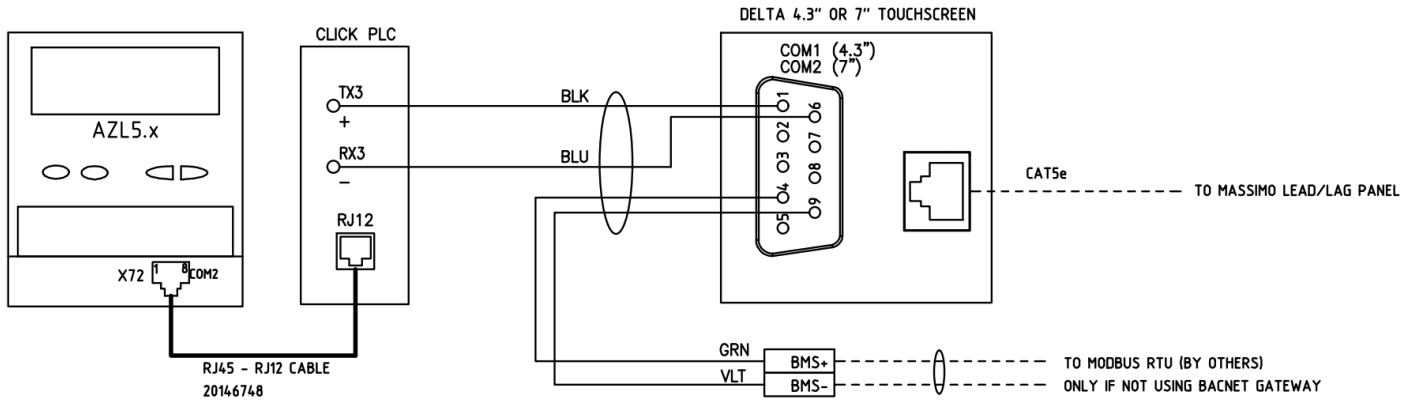 DELTA 4.3" OR 7" TOUCHSCREEN
CLICK PLC
COM1 (4.3")
COM2 (7")
AZL5.x
TX3
+
RX3
-
BLK
BLU
1
2
3
4
5
6
7
8
9
CAT5e
TO MASSIMO LEAD/LAG PANEL
RJ12
X72
1
8
COM2
RJ45 - RJ12 CABLE
20146748
GRN
VLT
BMS+
BMS-
TO MODBUS RTU (BY OTHERS)
ONLY IF NOT USING BACNET GATEWAY